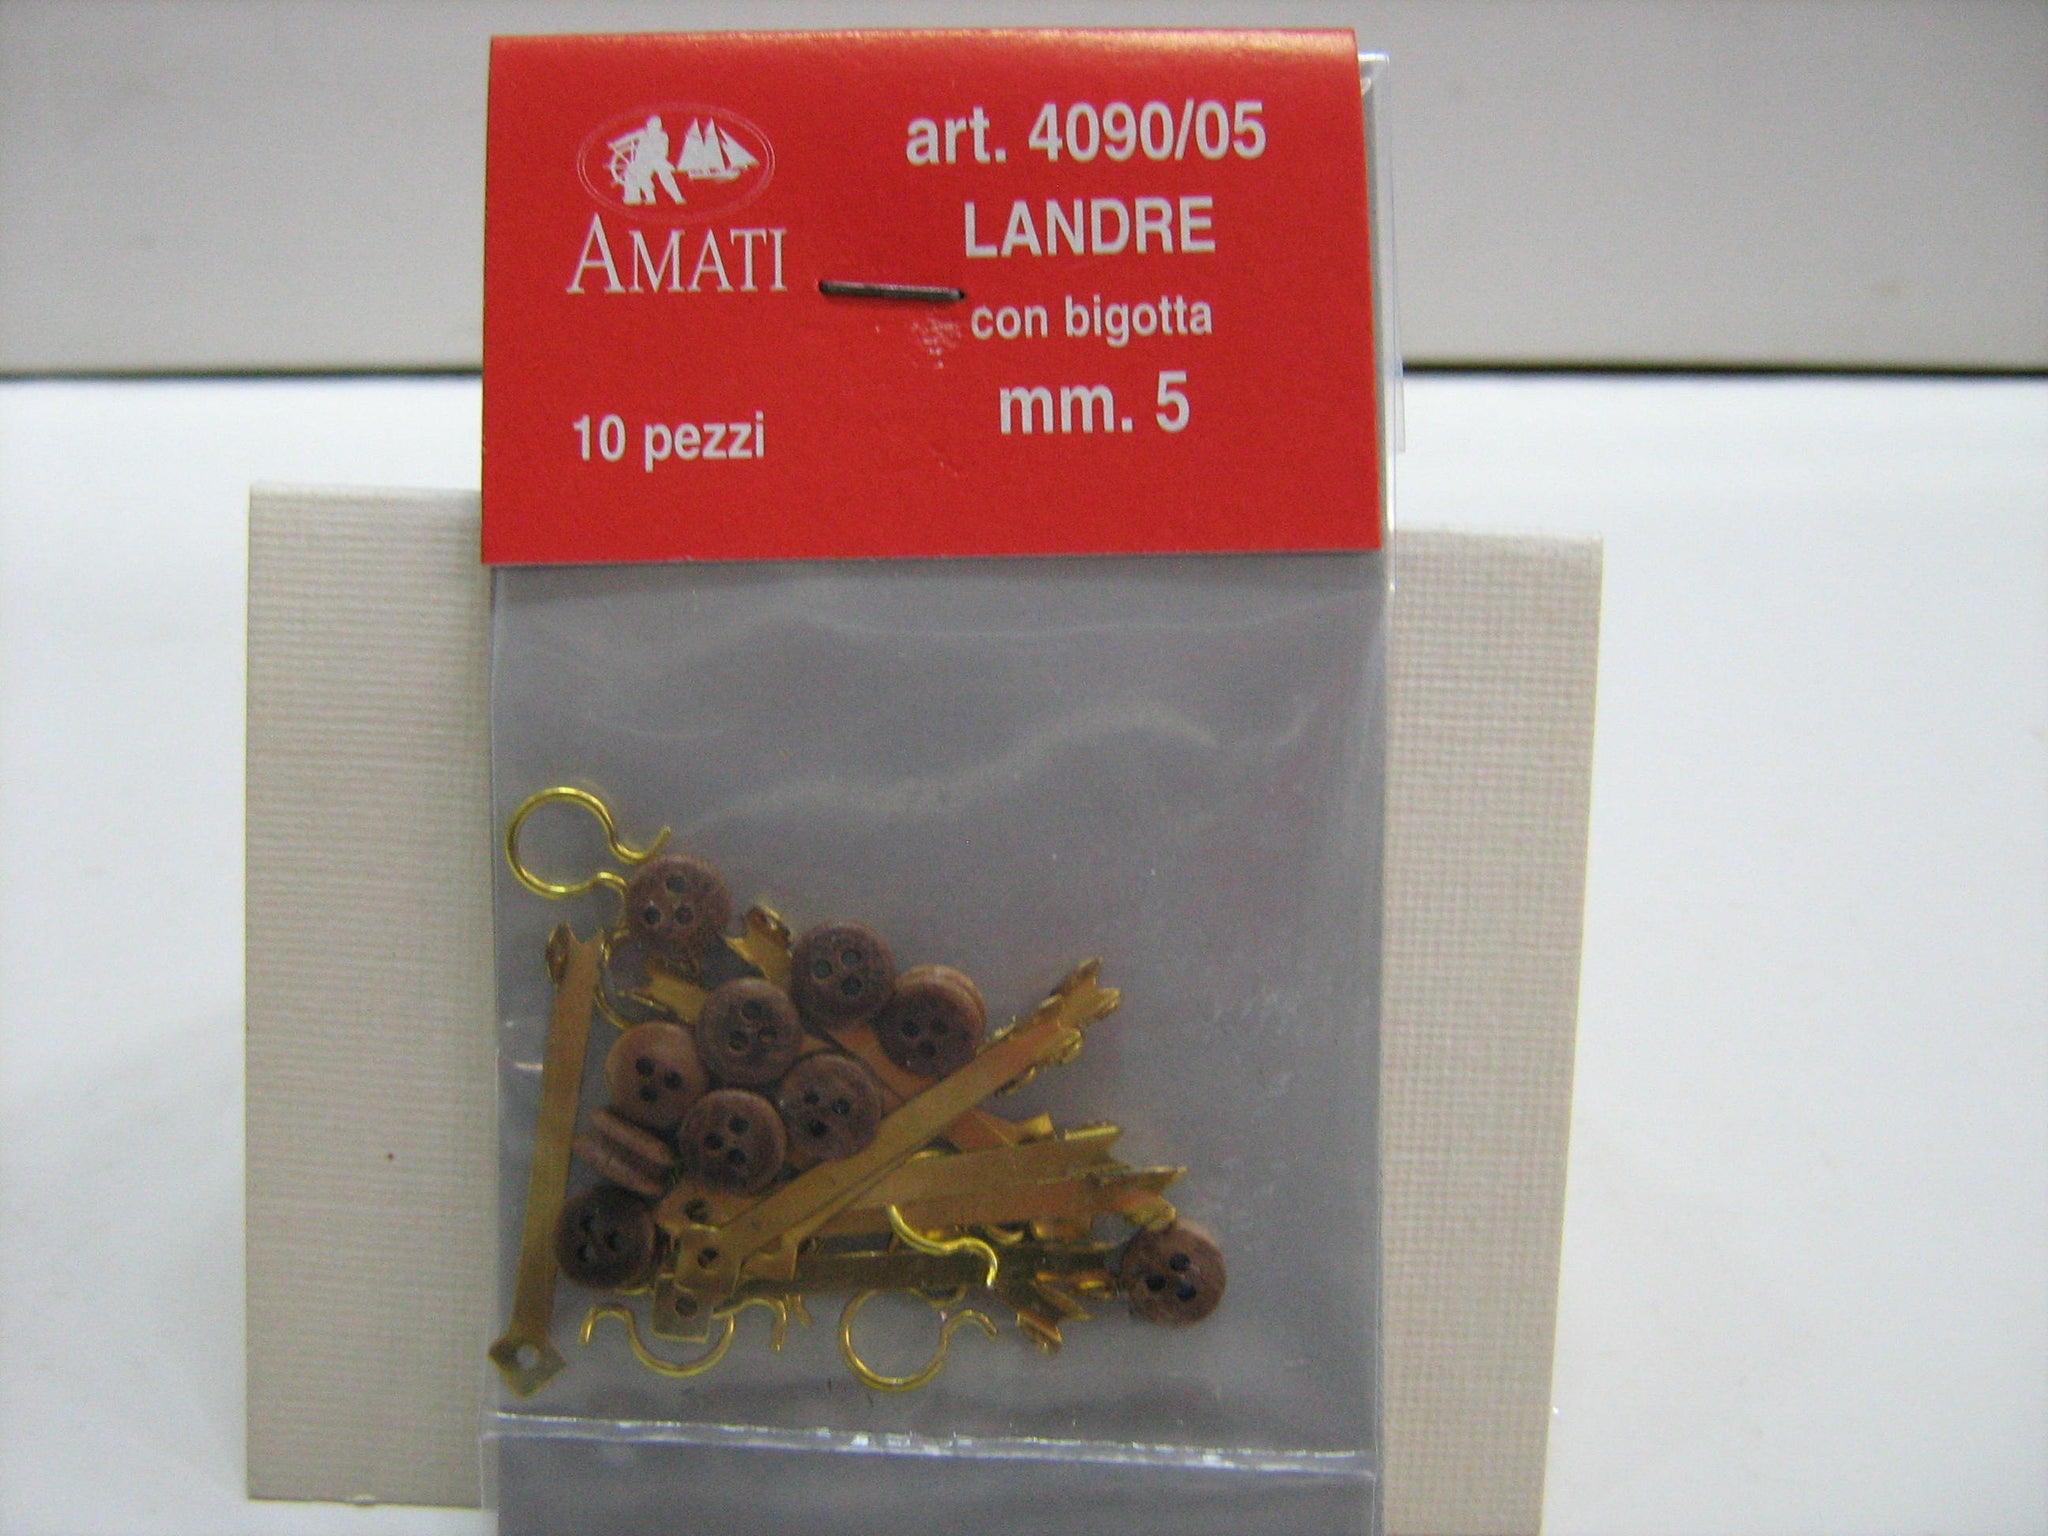 AMATI
10 pezzi
art. 4090/05
LANDRE
con bigotta
mm. 5